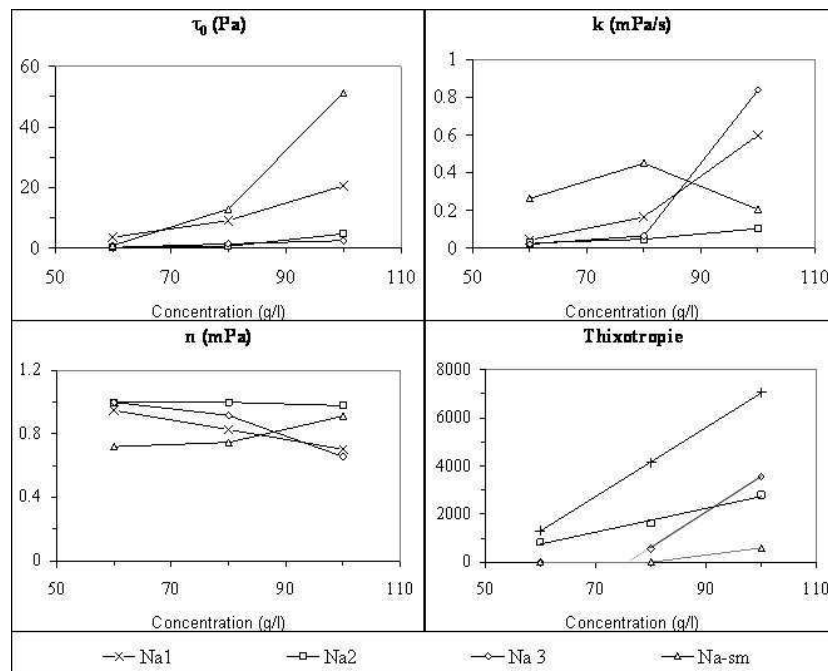 τ0 (Pa)
60
40
20
0
50 70 90 110
Concentration (g/l)
k (mPa/s)
1
0.8
0.6
0.4
0.2
0
50 70 90 110
Concentration (g/l)
n (mPa)
1.2
0.8
0.4
0
50 70 90 110
Concentration (g/l)
Thixotropie
8000
6000
4000
2000
0
50 70 90 110
Concentration (g/l)
Na1 Na2 Na 3 Na-sm